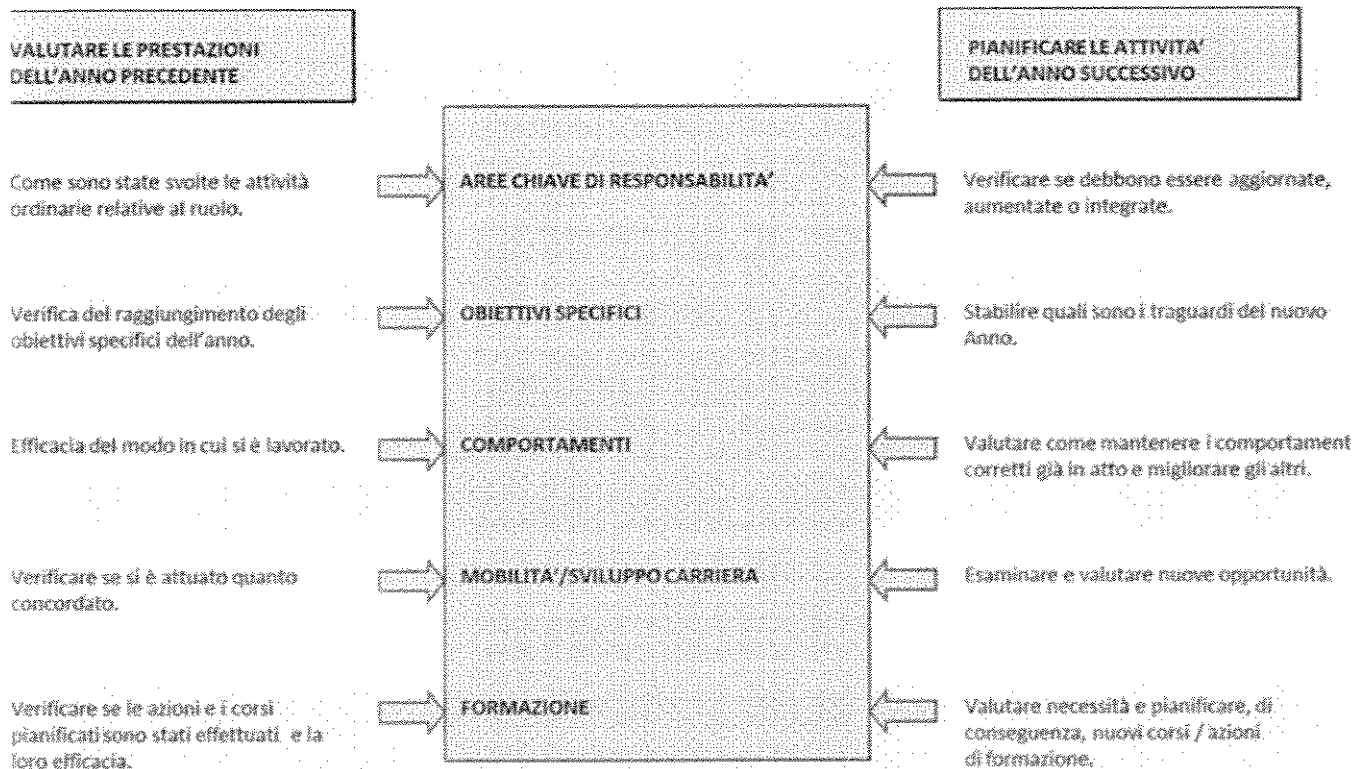 VALUTARE LE PRESTAZIONI
DELL'ANNO PRECEDENTE
PIANIFICARE LE ATTIVITA'
DELL'ANNO SUCCESSIVO
Come sono state svolte le attività
ordinarie relative al ruolo.
AREE CHIAVE DI RESPONSABILITA'
Verificare se debbono essere aggiornate,
aumentate o integrate.
Verifica del raggiungimento degli
obiettivi specifici dell'anno.
OBIETTIVI SPECIFICI
Stabilire quali sono i traguardi del nuovo
Anno.
Efficacia del modo in cui si è lavorato.
COMPORTAMENTI
Valutare come mantenere i comportament
corretti già in atto e migliorare gli altri.
Verificare se si è attuato quanto
concordato.
MOBILITA'/SVILUPPO CARRIERA
Esaminare e valutare nuove opportunità.
Verificare se le azioni e i corsi
pianificati sono stati effettuati e la
loro efficacia.
FORMAZIONE
Valutare necessità e pianificare, di
conseguenza, nuovi corsi / azioni
di formazione.